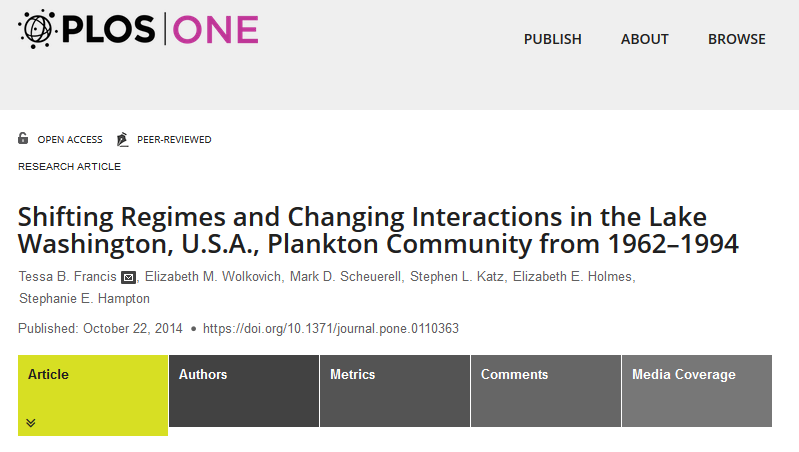 PLOS ONE
PUBLISH ABOUT BROWSE
OPEN ACCESS PEER-REVIEWED
RESEARCH ARTICLE
Shifting Regimes and Changing Interactions in the Lake
Washington, U.S.A., Plankton Community from 1962–1994
Tessa B. Francis, Elizabeth M. Wolkovich, Mark D. Scheuerell, Stephen L. Katz, Elizabeth E. Holmes,
Stephanie E. Hampton
Published: October 22, 2014 • https://doi.org/10.1371/journal.pone.0110363
Article Authors Metrics Comments Media Coverage